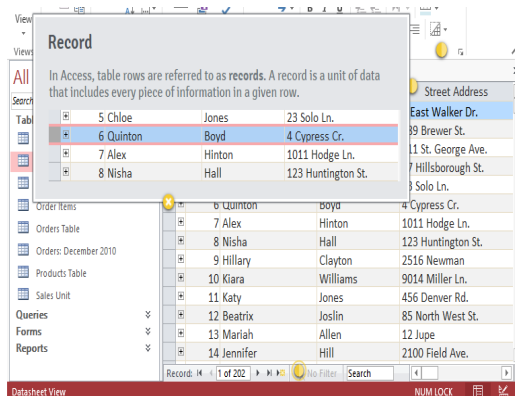 View
Views
All
Search
Tabl
Record
In Access, table rows are referred to as records. A record is a unit of data
that includes every piece of information in a given row.
5 Chloe Jones 23 Solo Ln.
6 Quinton Boyd 4 Cypress Cr.
7 Alex Hinton 1011 Hodge Ln.
8 Nisha Hall 123 Huntington St.
B I U
Street Address
East Walker Dr.
89 Brewer St.
11 St. George Ave.
7 Hillsborough St.
3 Solo Ln.
Order Items
Orders Table
Orders: December 2010
Products Table
Sales Unit
Queries
Forms
Reports
6 Quinton Boyd 4 Cypress Cr.
7 Alex Hinton 1011 Hodge Ln.
8 Nisha Hall 123 Huntington St.
9 Hillary Clayton 2516 Newman
10 Kiara Williams 9014 Miller Ln.
11 Katy Jones 456 Denver Rd.
12 Beatrix Joslin 85 North West St.
13 Mariah Allen 12 Jupe
14 Jennifer Hill 2100 Field Ave.
Record: 1 of 202 No Filter Search
Datasheet View NUM LOCK